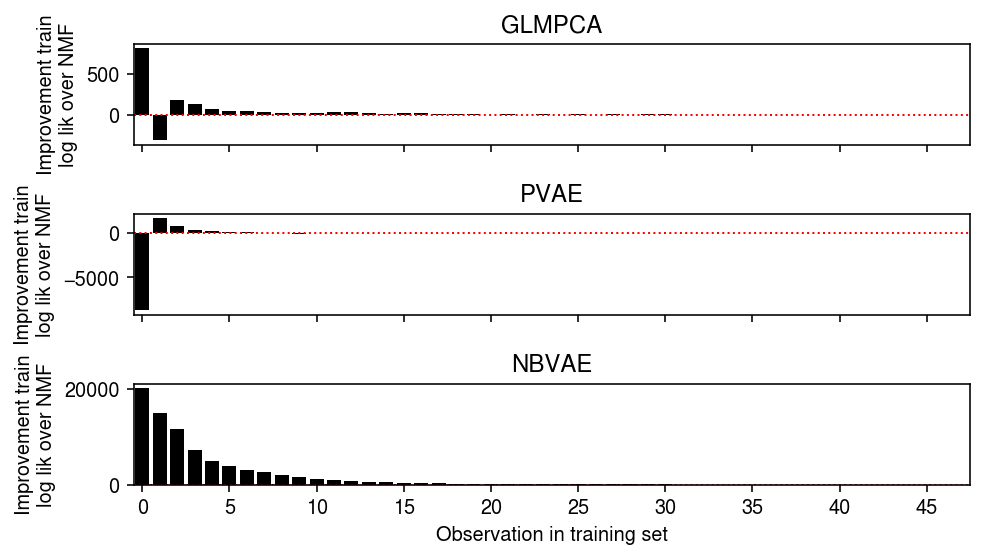 GLMPCA
Improvement train
log lik over NMF
500
0
PVAE
Improvement train
log lik over NMF
0
−5000
NBVAE
Improvement train
log lik over NMF
20000
0
0 5 10 15 20 25 30 35 40 45
Observation in training set